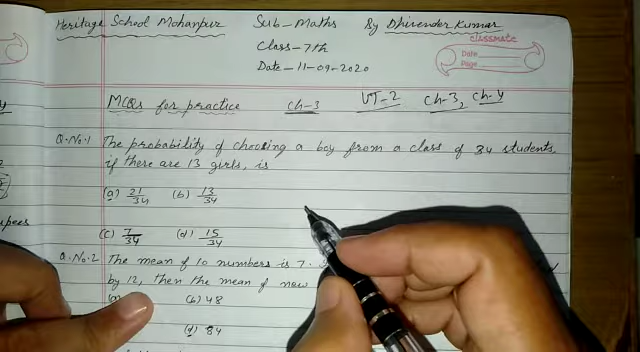 Heritage School Mohanpur Sub-Maths By Dhirender Kumar
classmate
Class-7th
Date
Page
Date-11-09-2020
MCQs for practice ch-3 UT-2 Ch-3, Ch-4
Q.No.1 The probability of choosing a boy from a class of 34 students,
if there are 13 girls, is
(a) 21/34 (b) 13/34
(c) 7/34 (d) 15/34
Q.No.2 The mean of 10 numbers is 7.
by 12, then the mean of new
(b) 48
(d) 84
upees